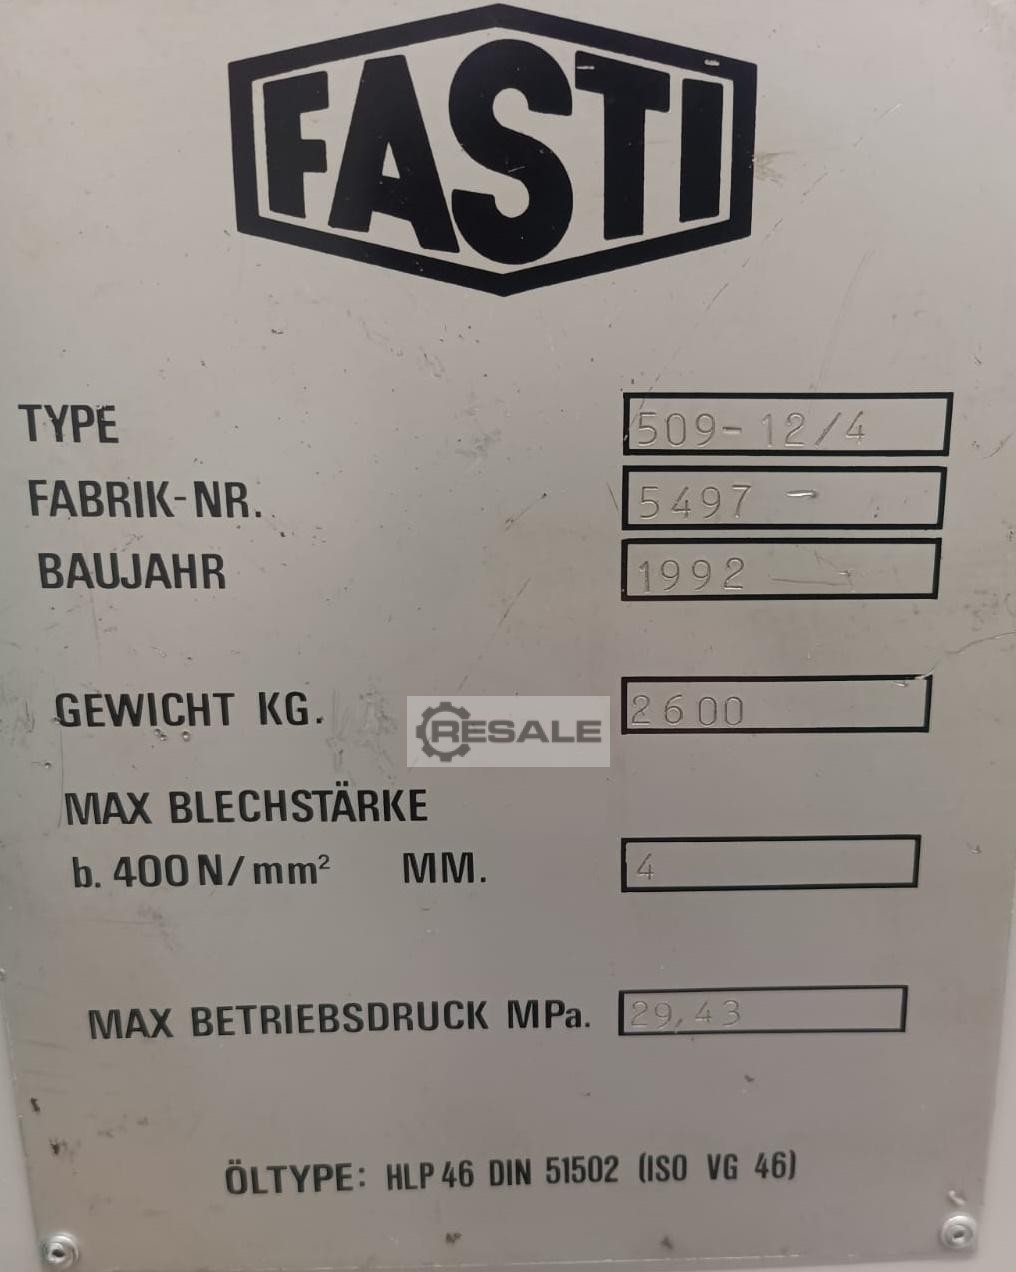 FASTI
TYPE 509-12/4
FABRIK-NR. 5497 -
BAUJAHR 1992
GEWICHT KG. 2600
RESALE
MAX BLECHSTÄRKE
b. 400 N/mm² MM. 4
MAX BETRIEBSDRUCK MPa. 29,43
ÖLTYPE: HLP 46 DIN 51502 (ISO VG 46)